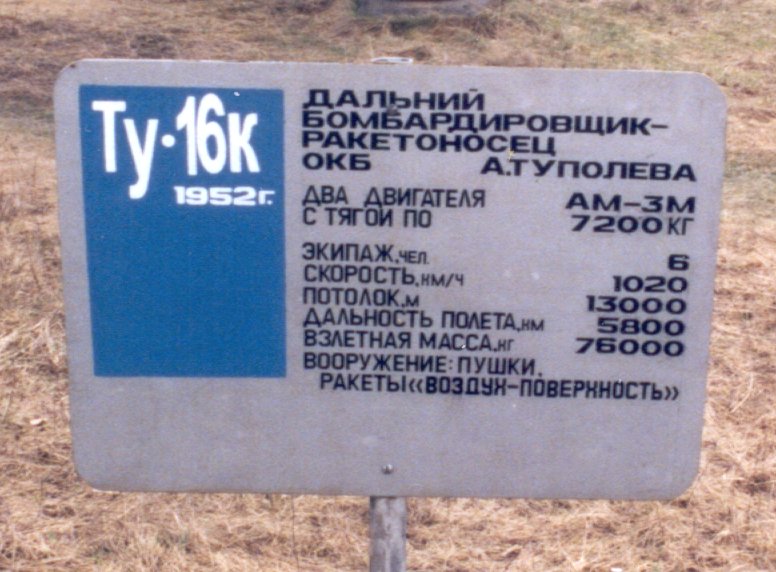 Ту-16к
1952г.
ДАЛЬНИЙ
БОМБАРДИРОВЩИК-
РАКЕТОНОСЕЦ
ОКБ А.ТУПОЛЕВА
ДВА ДВИГАТЕЛЯ АМ-3М
С ТЯГОЙ ПО 7200КГ
ЭКИПАЖ,ЧЕЛ. 6
СКОРОСТЬ,КМ/Ч 1020
ПОТОЛОК,М 13000
ДАЛЬНОСТЬ ПОЛЕТА,КМ 5800
ВЗЛЕТНАЯ МАССА,КГ 76000
ВООРУЖЕНИЕ: ПУШКИ,
РАКЕТЫ«ВОЗДУХ-ПОВЕРХНОСТЬ»